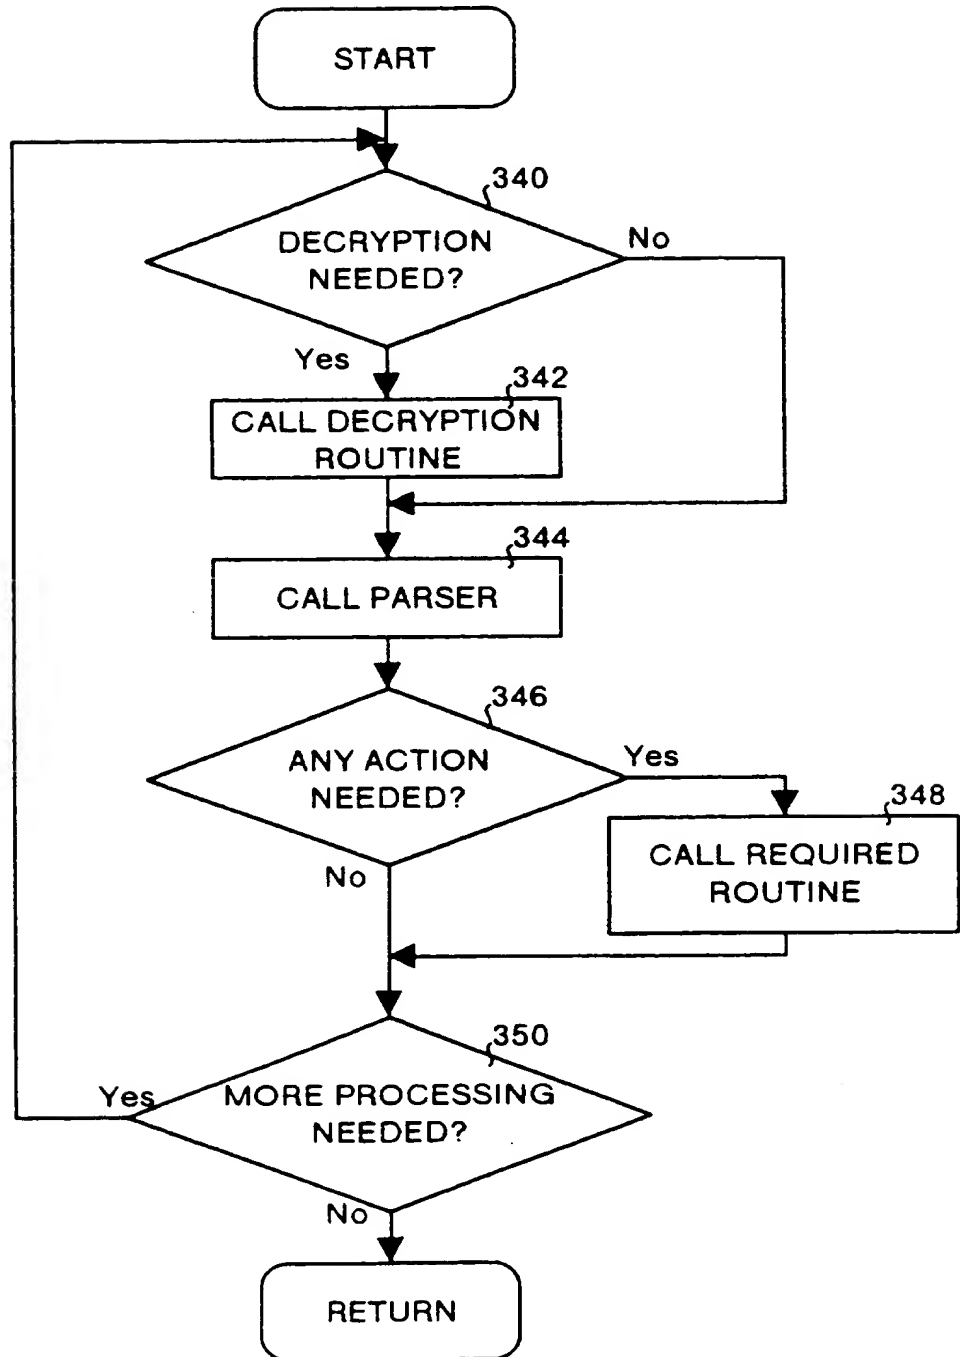 START
340
DECRYPTION
NEEDED?
No
Yes
342
CALL DECRYPTION
ROUTINE
344
CALL PARSER
346
ANY ACTION
NEEDED?
Yes
348
CALL REQUIRED
ROUTINE
No
350
Yes
MORE PROCESSING
NEEDED?
No
RETURN